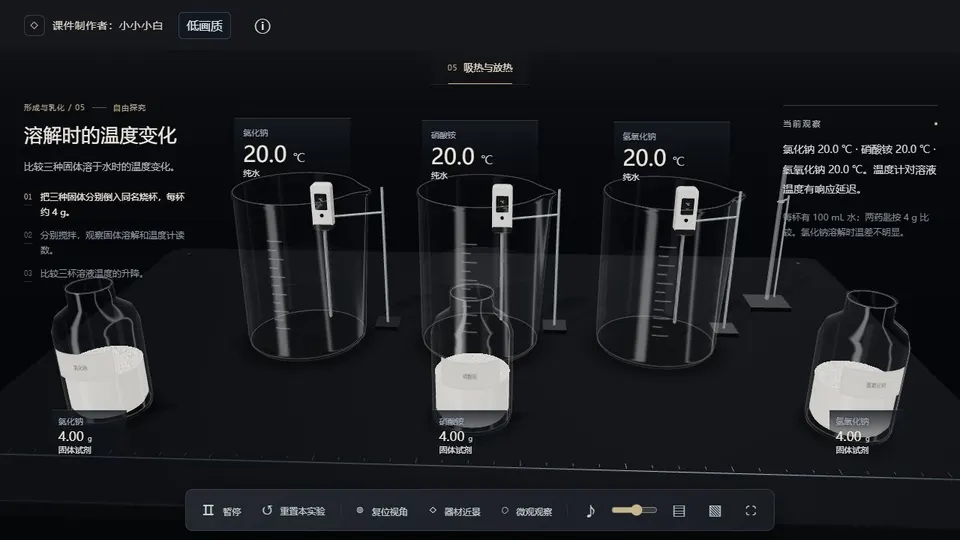 课件制作者：小小小白
低画质
05 吸热与放热
形成与乳化 / 05 —— 自由探究
溶解时的温度变化
比较三种固体溶于水时的温度变化。
01 把三种固体分别倒入同名烧杯，每杯
约 4 g。
02 分别搅拌，观察固体溶解和温度计读
数。
03 比较三杯溶液温度的升降。
氯化钠
20.0 ℃
纯水
硝酸铵
20.0 ℃
纯水
氢氧化钠
20.0 ℃
纯水
当前观察
氯化钠 20.0 ℃ · 硝酸铵 20.0 ℃ ·
氢氧化钠 20.0 ℃。温度计对溶液
温度有响应延迟。
每杯有 100 mL 水；两药匙按 4 g 比
较。氯化钠溶解时温差不明显。
氯化钠
4.00 g
固体试剂
硝酸铵
4.00 g
固体试剂
氢氧化钠
4.00 g
固体试剂
暂停
重置本实验
复位视角
器材近景
微观观察